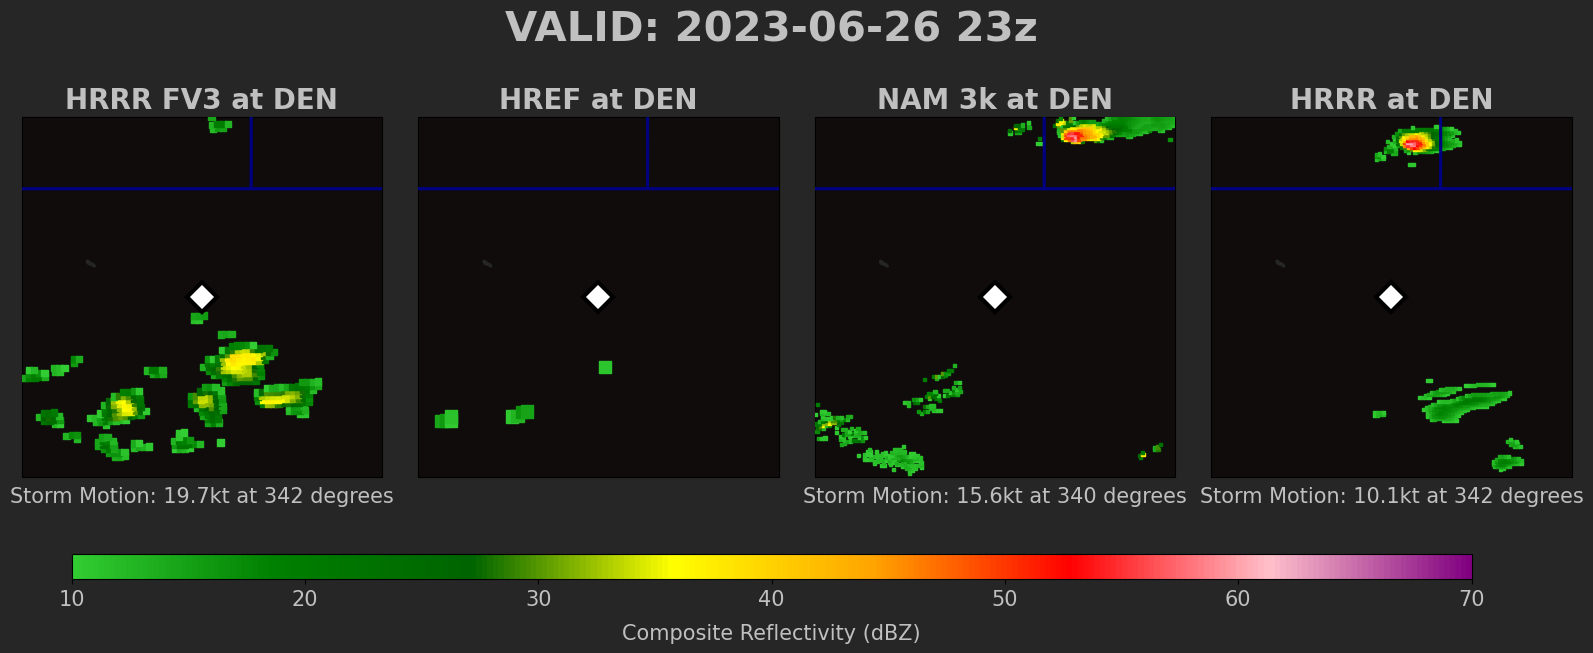 VALID: 2023-06-26 23z
HRRR FV3 at DEN
HREF at DEN
NAM 3k at DEN
HRRR at DEN
Storm Motion: 19.7kt at 342 degrees
Storm Motion: 15.6kt at 340 degrees
Storm Motion: 10.1kt at 342 degrees
10 20 30 40 50 60 70
Composite Reflectivity (dBZ)